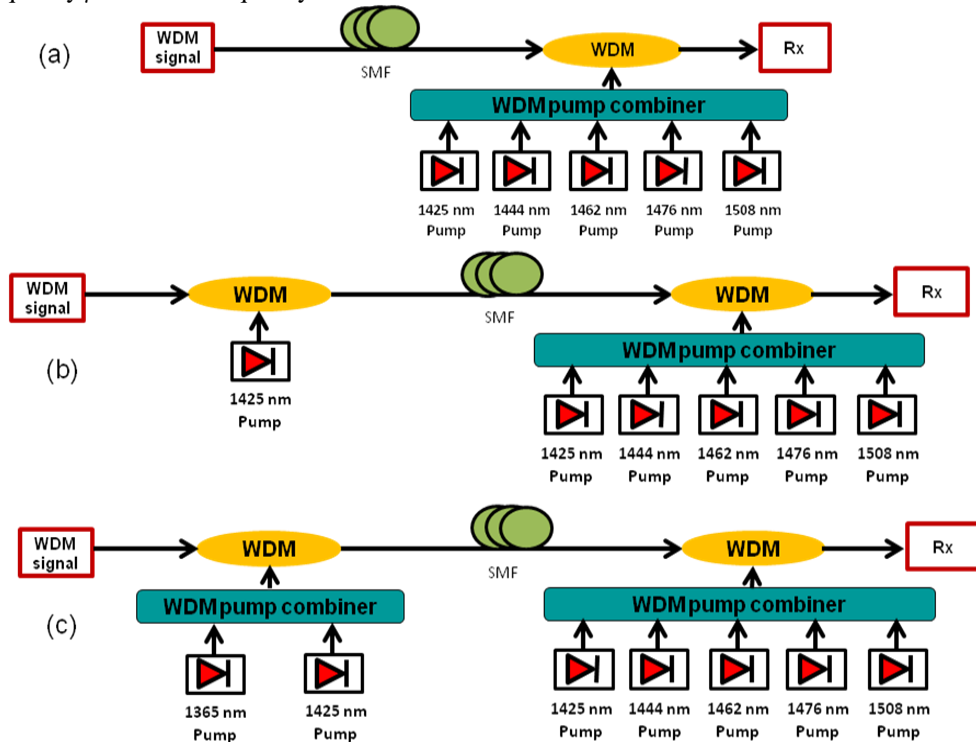 WDM
signal
(a)
SMF
WDM
Rx
WDM pump combiner
1425 nm
Pump
1444 nm
Pump
1462 nm
Pump
1476 nm
Pump
1508 nm
Pump
WDM
signal
WDM
SMF
WDM
Rx
(b)
1425 nm
Pump
WDM pump combiner
1425 nm
Pump
1444 nm
Pump
1462 nm
Pump
1476 nm
Pump
1508 nm
Pump
WDM
signal
WDM
SMF
WDM
Rx
(c)
WDM pump combiner
1365 nm
Pump
1425 nm
Pump
WDM pump combiner
1425 nm
Pump
1444 nm
Pump
1462 nm
Pump
1476 nm
Pump
1508 nm
Pump